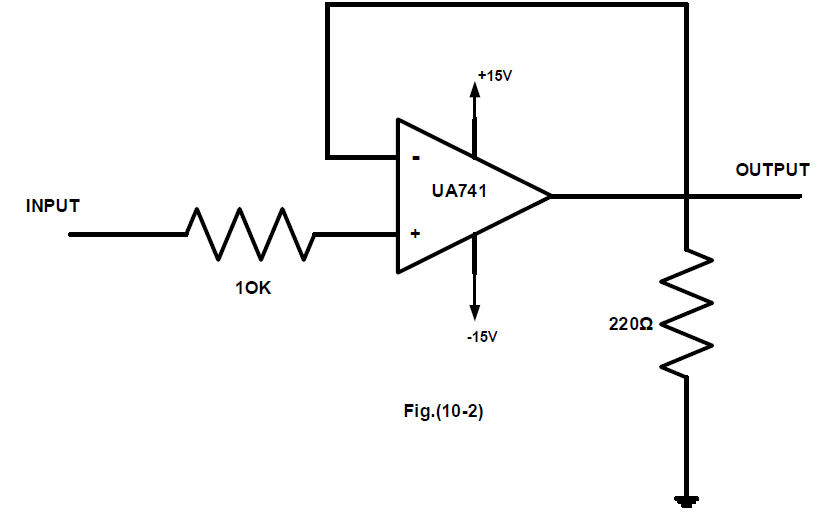 +15V
-
UA741
OUTPUT
INPUT
+
1OK
220Ω
-15V
Fig.(10-2)